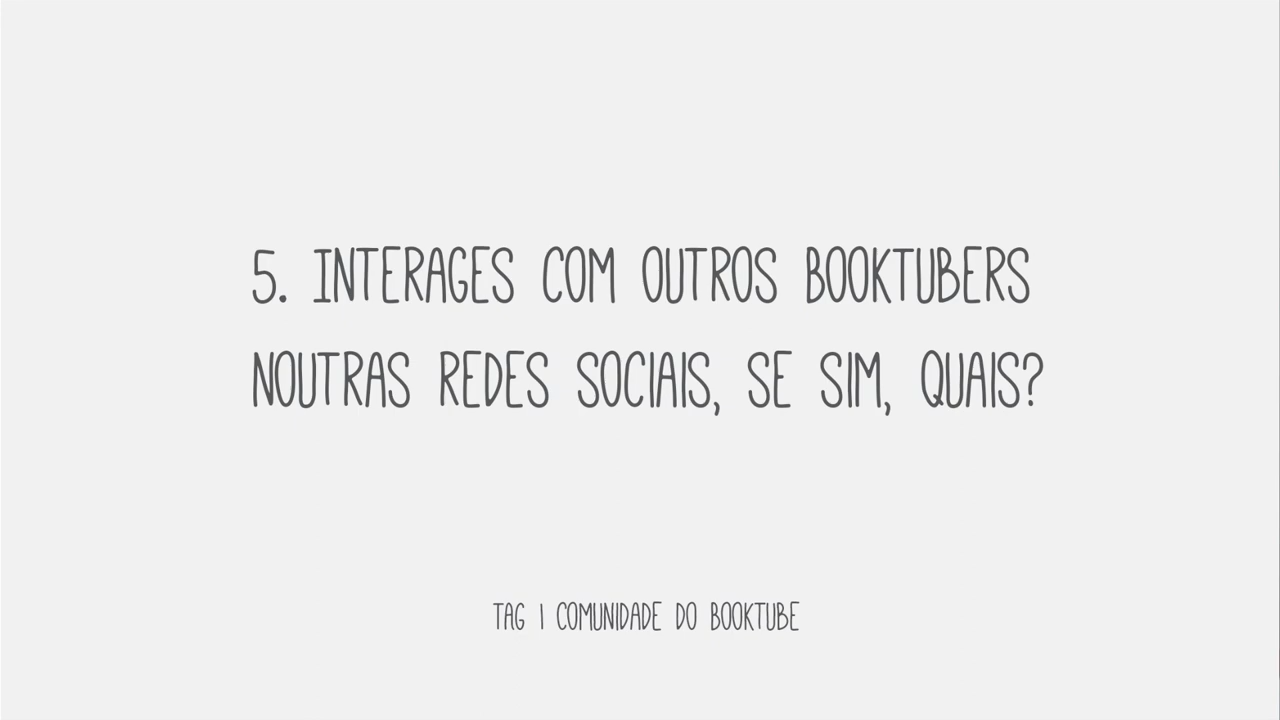 5. INTERAGES COM OUTROS BOOKTUBERS
NOUTRAS REDES SOCIAIS, SE SIM, QUAIS?
TAG | COMUNIDADE DO BOOKTUBE